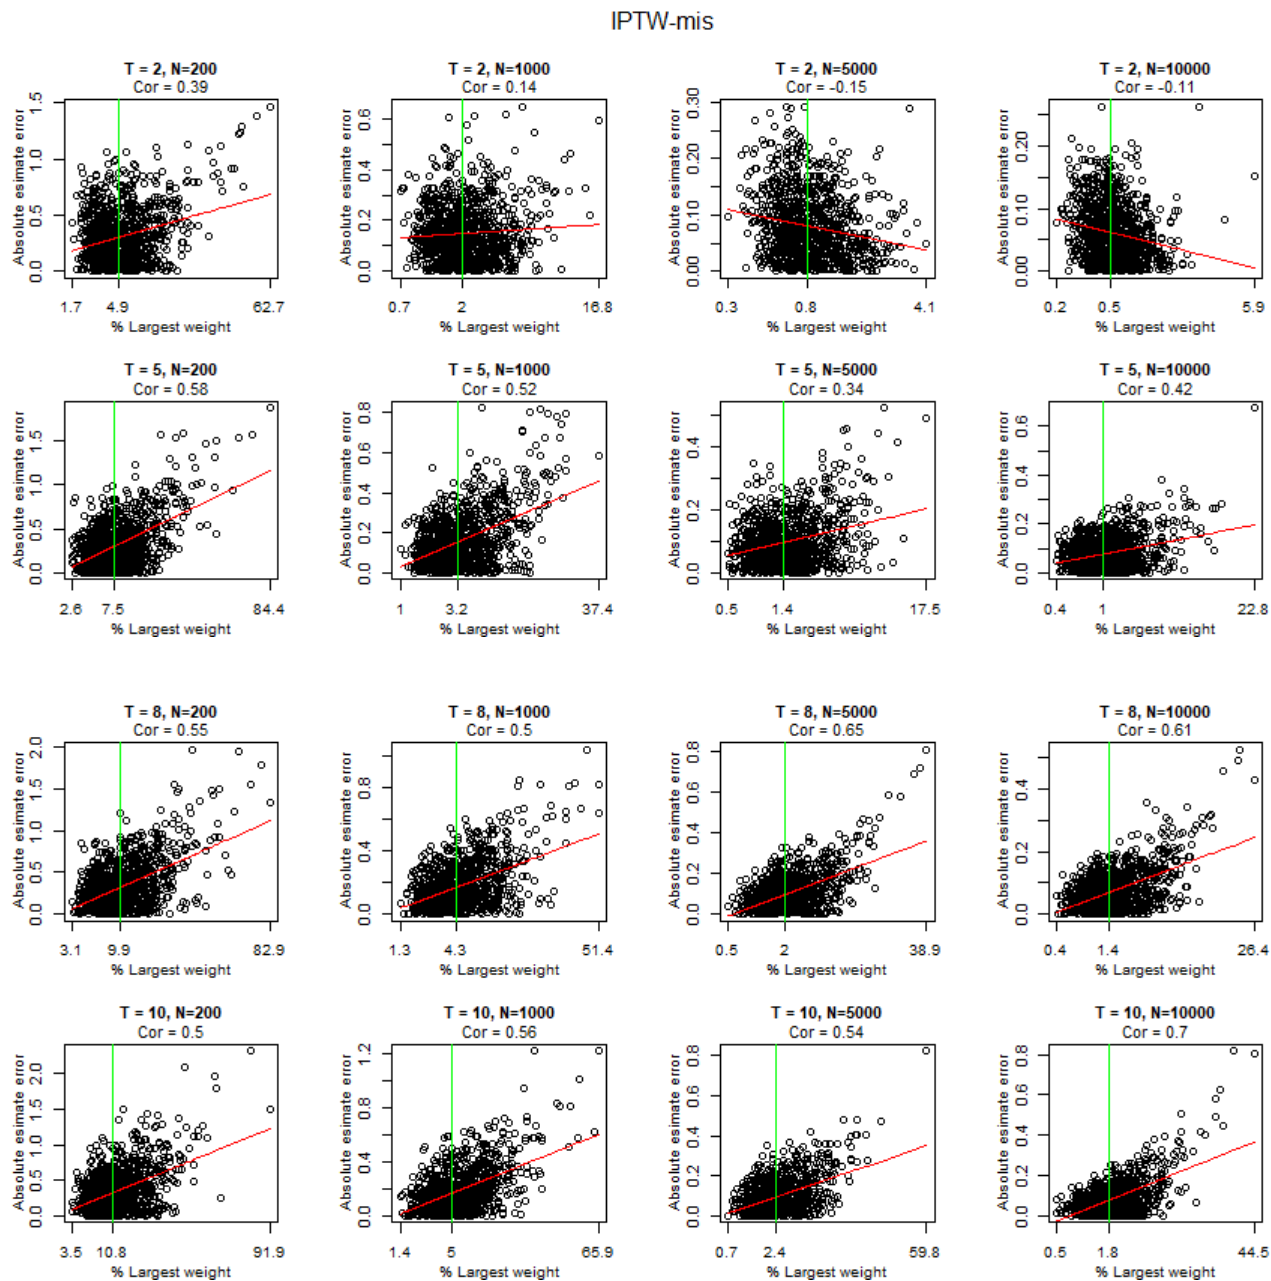 IPTW-mis
T = 2, N=200
Cor = 0.39
Absolute esimate error
0.0 0.5 1.0 1.5
1.7 4.9 62.7
% Largest weight
T = 2, N=1000
Cor = 0.14
Absolute esimate error
0.0 0.2 0.4 0.6
0.7 2 16.8
% Largest weight
T = 2, N=5000
Cor = -0.15
Absolute esimate error
0.00 0.10 0.20 0.30
0.3 0.8 4.1
% Largest weight
T = 2, N=10000
Cor = -0.11
Absolute esimate error
0.00 0.10 0.20
0.2 0.5 5.9
% Largest weight
T = 5, N=200
Cor = 0.58
Absolute esimate error
0.0 0.5 1.0 1.5
2.6 7.5 84.4
% Largest weight
T = 5, N=1000
Cor = 0.52
Absolute esimate error
0.0 0.2 0.4 0.6 0.8
1 3.2 37.4
% Largest weight
T = 5, N=5000
Cor = 0.34
Absolute esimate error
0.0 0.2 0.4
0.5 1.4 17.5
% Largest weight
T = 5, N=10000
Cor = 0.42
Absolute esimate error
0.0 0.2 0.4 0.6
0.4 1 22.8
% Largest weight
T = 8, N=200
Cor = 0.55
Absolute esimate error
0.0 0.5 1.0 1.5 2.0
3.1 9.9 82.9
% Largest weight
T = 8, N=1000
Cor = 0.5
Absolute esimate error
0.0 0.4 0.8
1.3 4.3 51.4
% Largest weight
T = 8, N=5000
Cor = 0.65
Absolute esimate error
0.0 0.2 0.4 0.6 0.8
0.5 2 38.9
% Largest weight
T = 8, N=10000
Cor = 0.61
Absolute esimate error
0.0 0.2 0.4
0.4 1.4 26.4
% Largest weight
T = 10, N=200
Cor = 0.5
Absolute esimate error
0.0 0.5 1.0 1.5 2.0
3.5 10.8 91.9
% Largest weight
T = 10, N=1000
Cor = 0.56
Absolute esimate error
0.0 0.4 0.8 1.2
1.4 5 65.9
% Largest weight
T = 10, N=5000
Cor = 0.54
Absolute esimate error
0.0 0.2 0.4 0.6 0.8
0.7 2.4 59.8
% Largest weight
T = 10, N=10000
Cor = 0.7
Absolute esimate error
0.0 0.2 0.4 0.6 0.8
0.5 1.8 44.5
% Largest weight